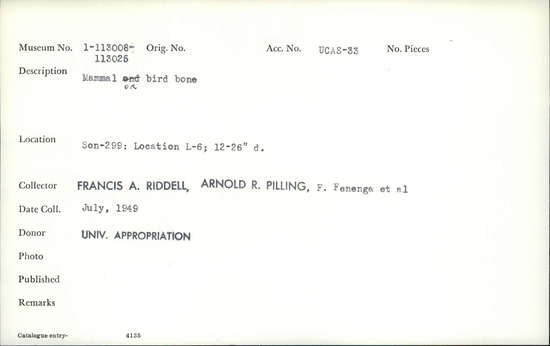 Museum No. 1-113008- Orig. No. Acc. No. UCAS-33 No. Pieces
113026
Description Mammal and bird bone
or
Location Son-299: Location L-6; 12-26" d.
Collector FRANCIS A. RIDDELL, ARNOLD R. PILLING, F. Fenenga et al
Date Coll. July, 1949
Donor UNIV. APPROPRIATION
Photo
Published
Remarks
Catalogue entry- 4135